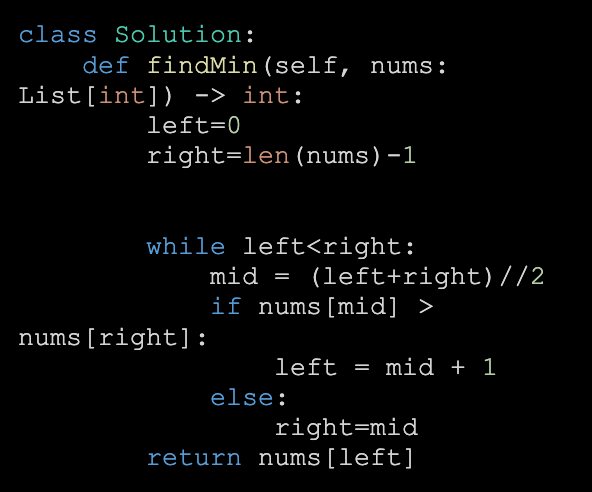 class Solution:
    def findMin(self, nums:
List[int]) -> int:
        left=0
        right=len(nums)-1
        while left<right:
            mid = (left+right)//2
            if nums[mid] >
nums[right]:
                left = mid + 1
            else:
                right=mid
        return nums[left]